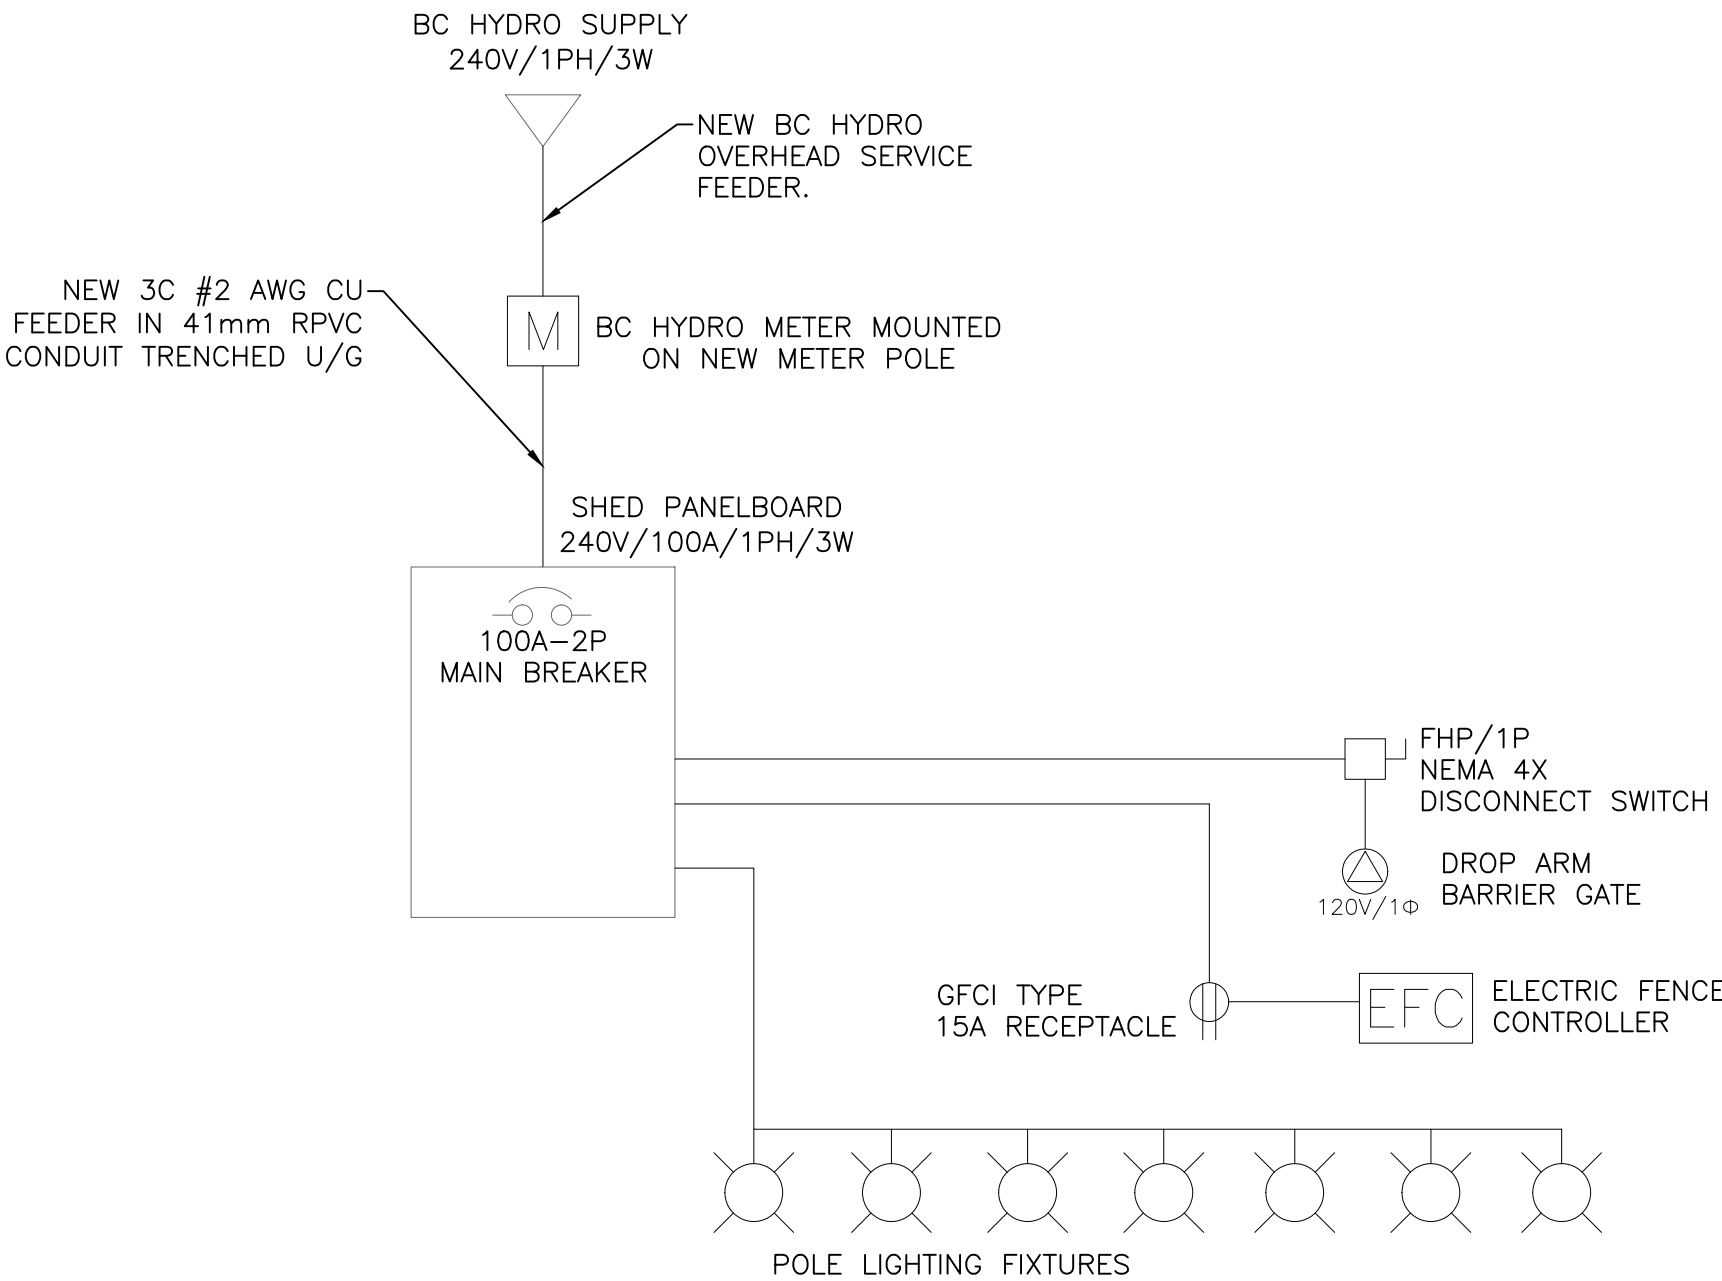 BC HYDRO SUPPLY
240V/1PH/3W
NEW BC HYDRO
OVERHEAD SERVICE
FEEDER.
NEW 3C #2 AWG CU
FEEDER IN 41mm RPVC
CONDUIT TRENCHED U/G
M
BC HYDRO METER MOUNTED
ON NEW METER POLE
SHED PANELBOARD
240V/100A/1PH/3W
100A-2P
MAIN BREAKER
FHP/1P
NEMA 4X
DISCONNECT SWITCH
DROP ARM
BARRIER GATE
120V/1Φ
GFCI TYPE
15A RECEPTACLE
EFC
ELECTRIC FENCE
CONTROLLER
POLE LIGHTING FIXTURES